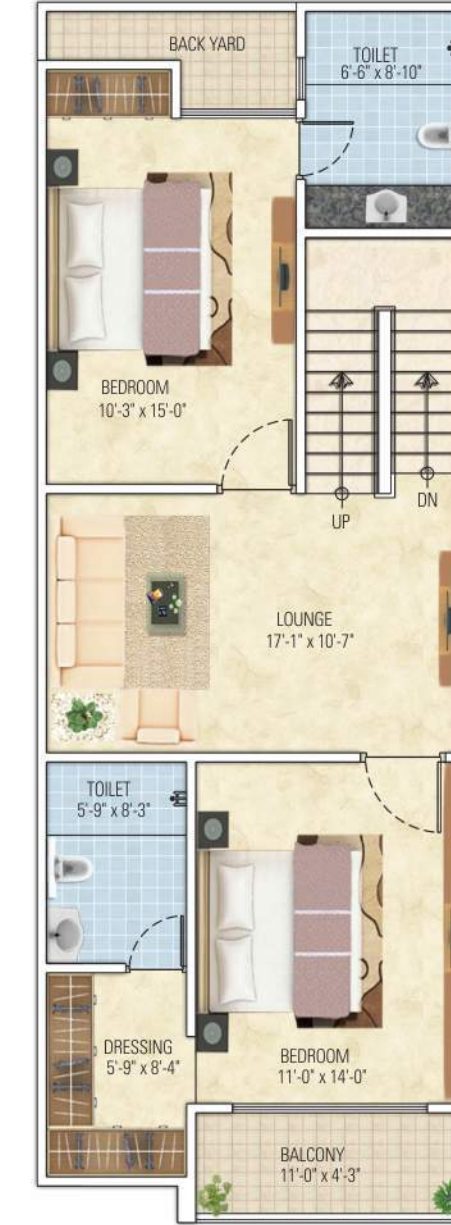 BACK YARD
TOILET
6'-6" x 8'-10"
BEDROOM
10'-3" x 15'-0"
UP
DN
LOUNGE
17'-1" x 10'-7"
TOILET
5'-9" x 8'-3"
DRESSING
5'-9" x 8'-4"
BEDROOM
11'-0" x 14'-0"
BALCONY
11'-0" x 4'-3"